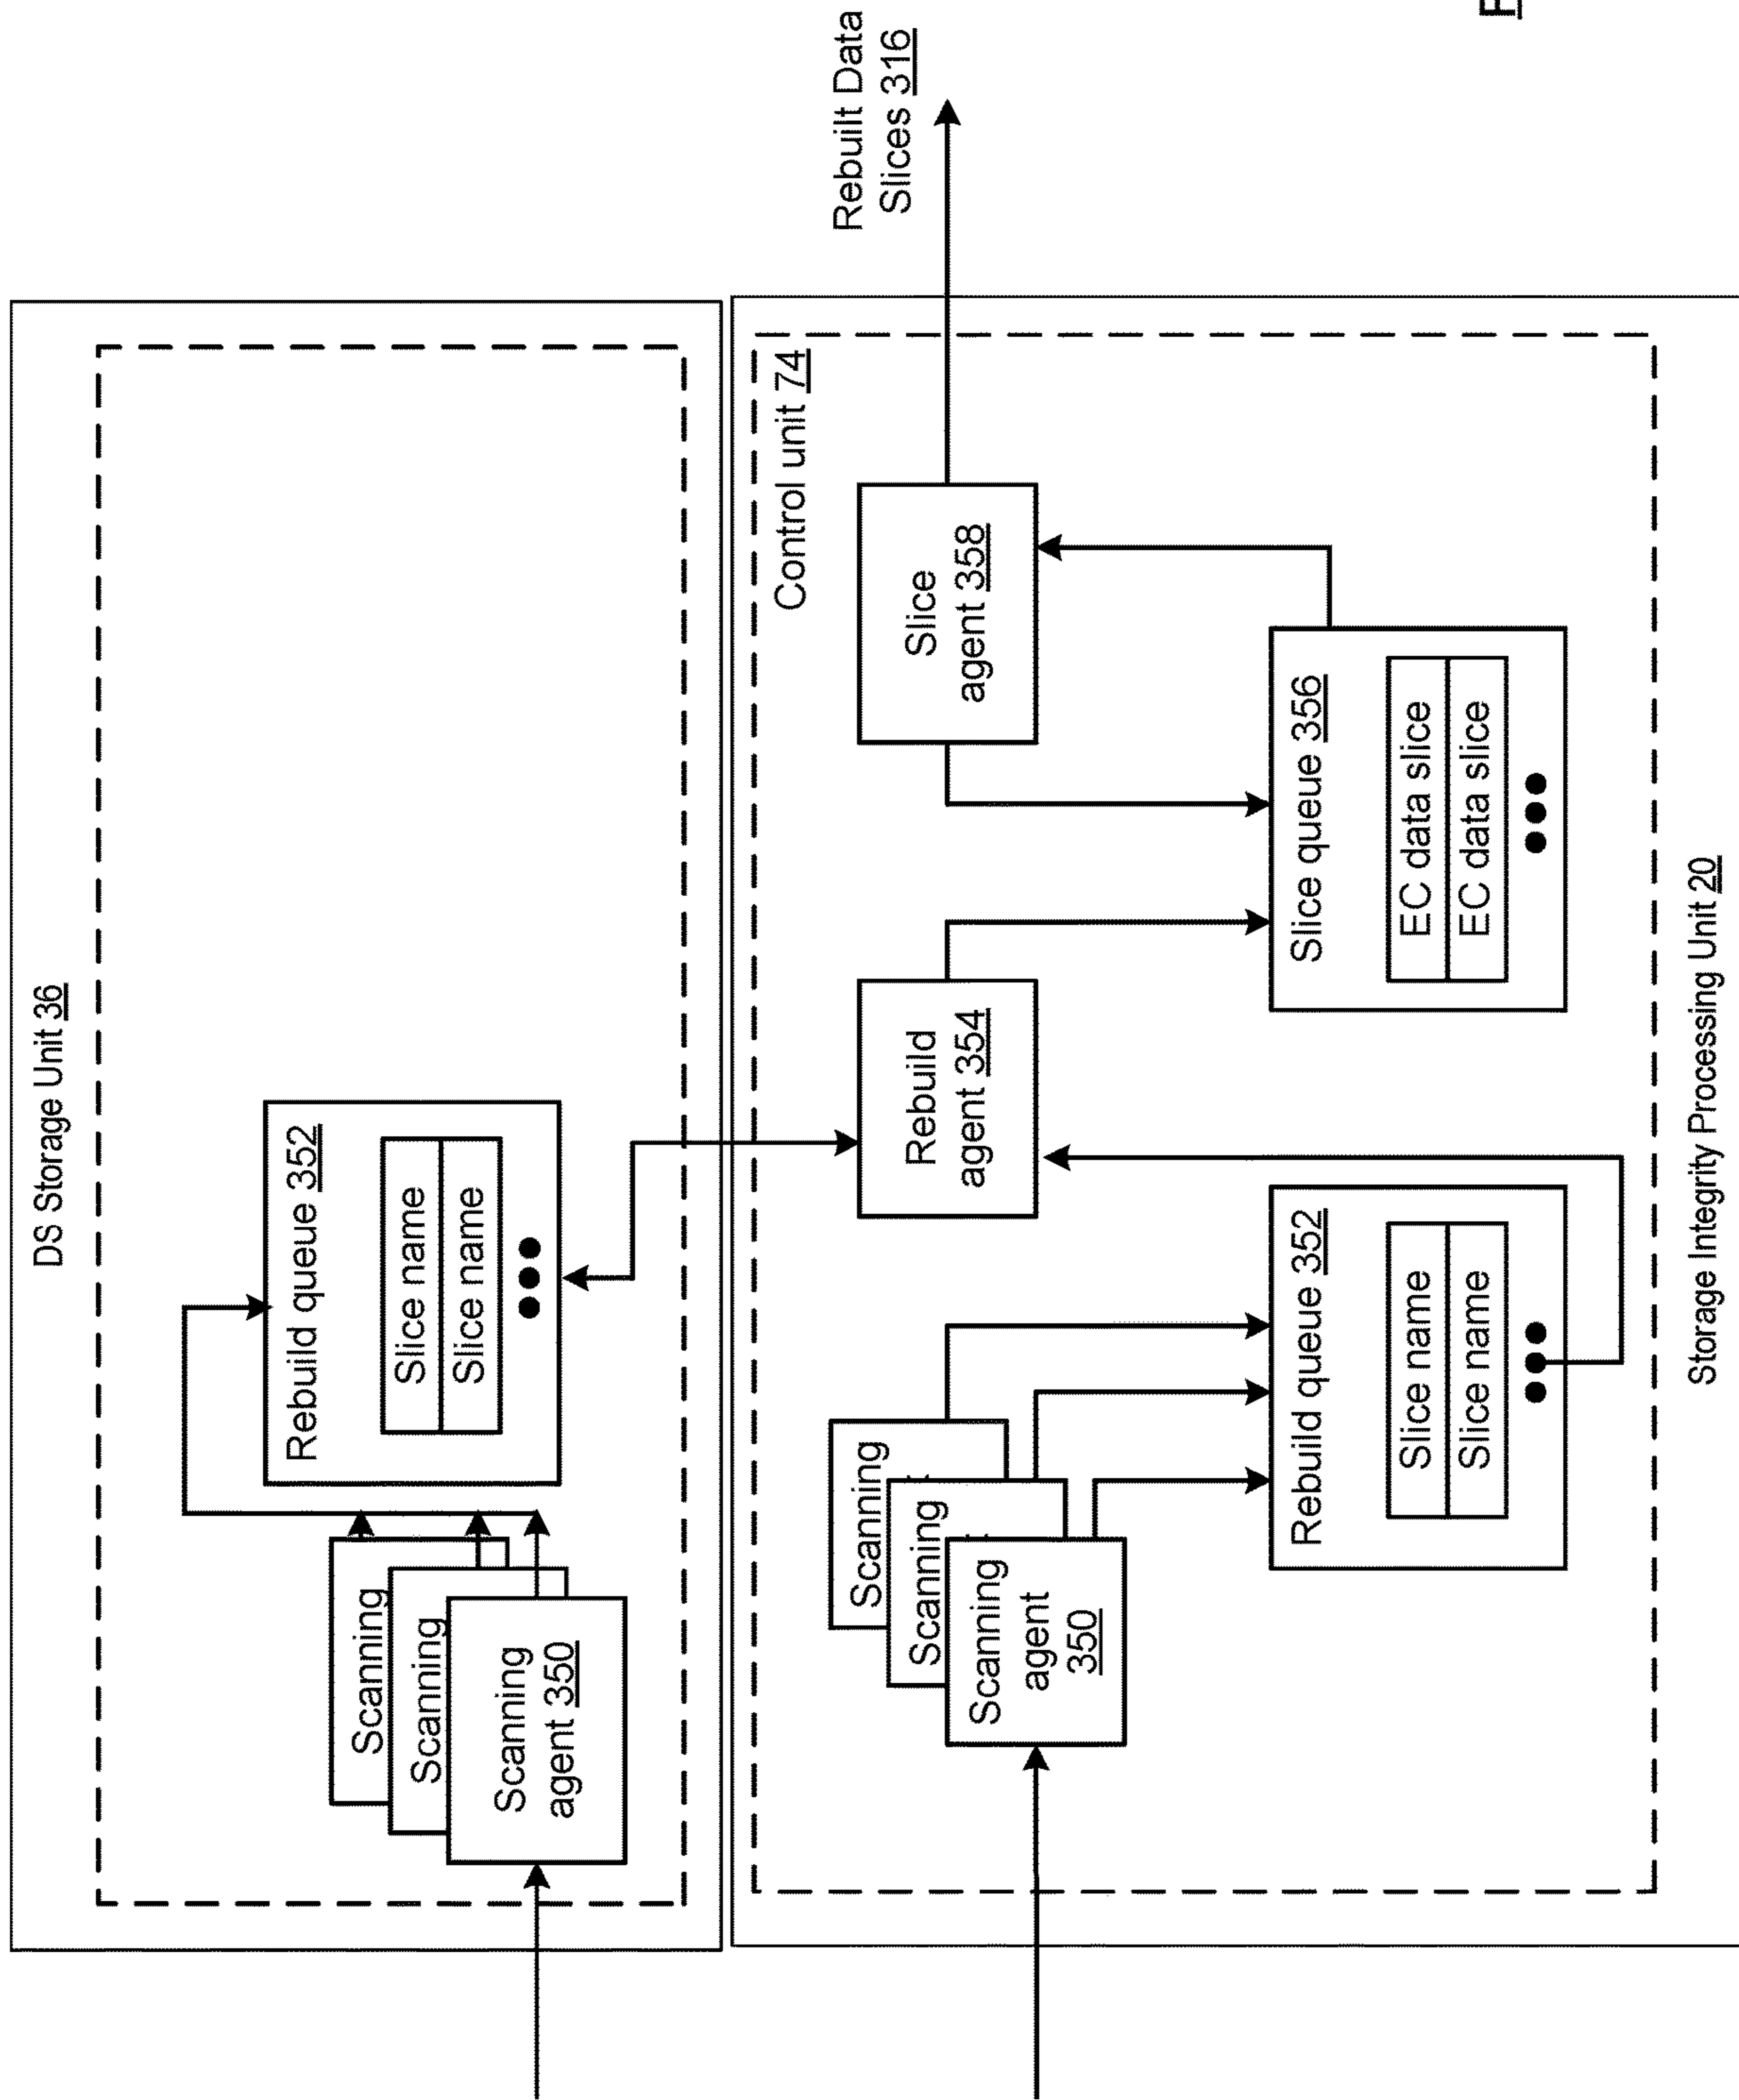 DS Storage Unit 36
Scanning
Scanning
Scanning
agent 350
Rebuild queue 352
Slice name
Slice name
Control unit 74
Scanning
Scanning
Scanning
agent
350
Rebuild queue 352
Slice name
Slice name
Rebuild
agent 354
Slice
agent 358
Slice queue 356
EC data slice
EC data slice
Rebuilt Data
Slices 316
Storage Integrity Processing Unit 20